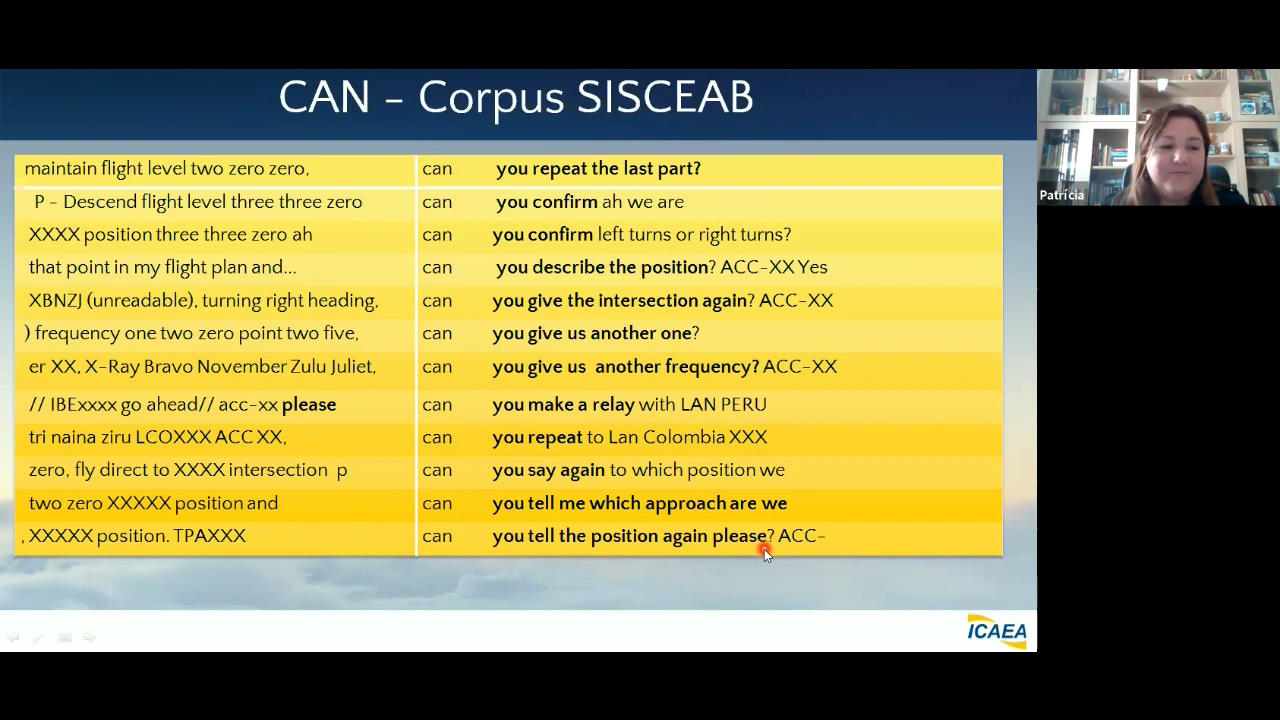 CAN – Corpus SISCEAB
Patrícia
maintain flight level two zero zero, can you repeat the last part?
P – Descend flight level three three zero can you confirm ah we are
XXXX position three three zero ah can you confirm left turns or right turns?
that point in my flight plan and... can you describe the position? ACC-XX Yes
XBNZJ (unreadable), turning right heading, can you give the intersection again? ACC-XX
) frequency one two zero point two five, can you give us another one?
er XX, X-Ray Bravo November Zulu Juliet, can you give us another frequency? ACC-XX
// IBExxxx go ahead// acc-xx please can you make a relay with LAN PERU
tri naina ziru LCOXXX ACC XX, can you repeat to Lan Colombia XXX
zero, fly direct to XXXX intersection p can you say again to which position we
two zero XXXXX position and can you tell me which approach are we
, XXXXX position. TPAXXX can you tell the position again please? ACC-
ICAEA